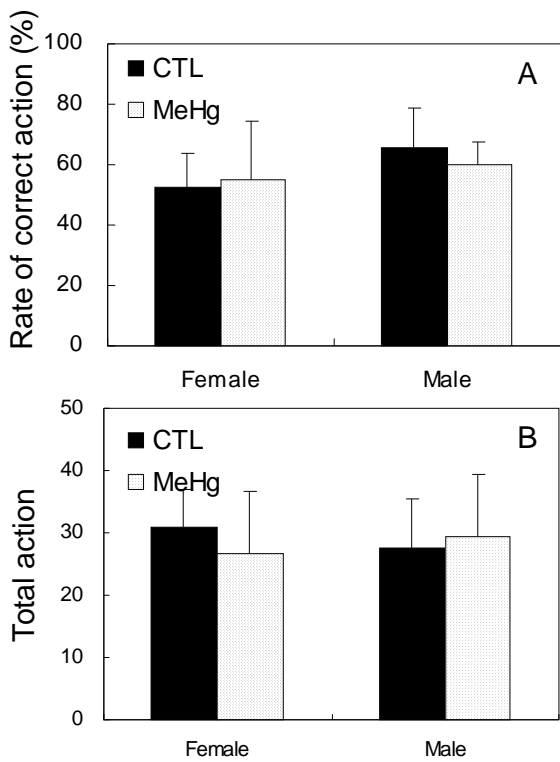 Rate of correct action (%)
100
80
60
40
20
0
CTL
MeHg
A
Female
Male
Total action
50
40
30
20
10
0
CTL
MeHg
B
Female
Male